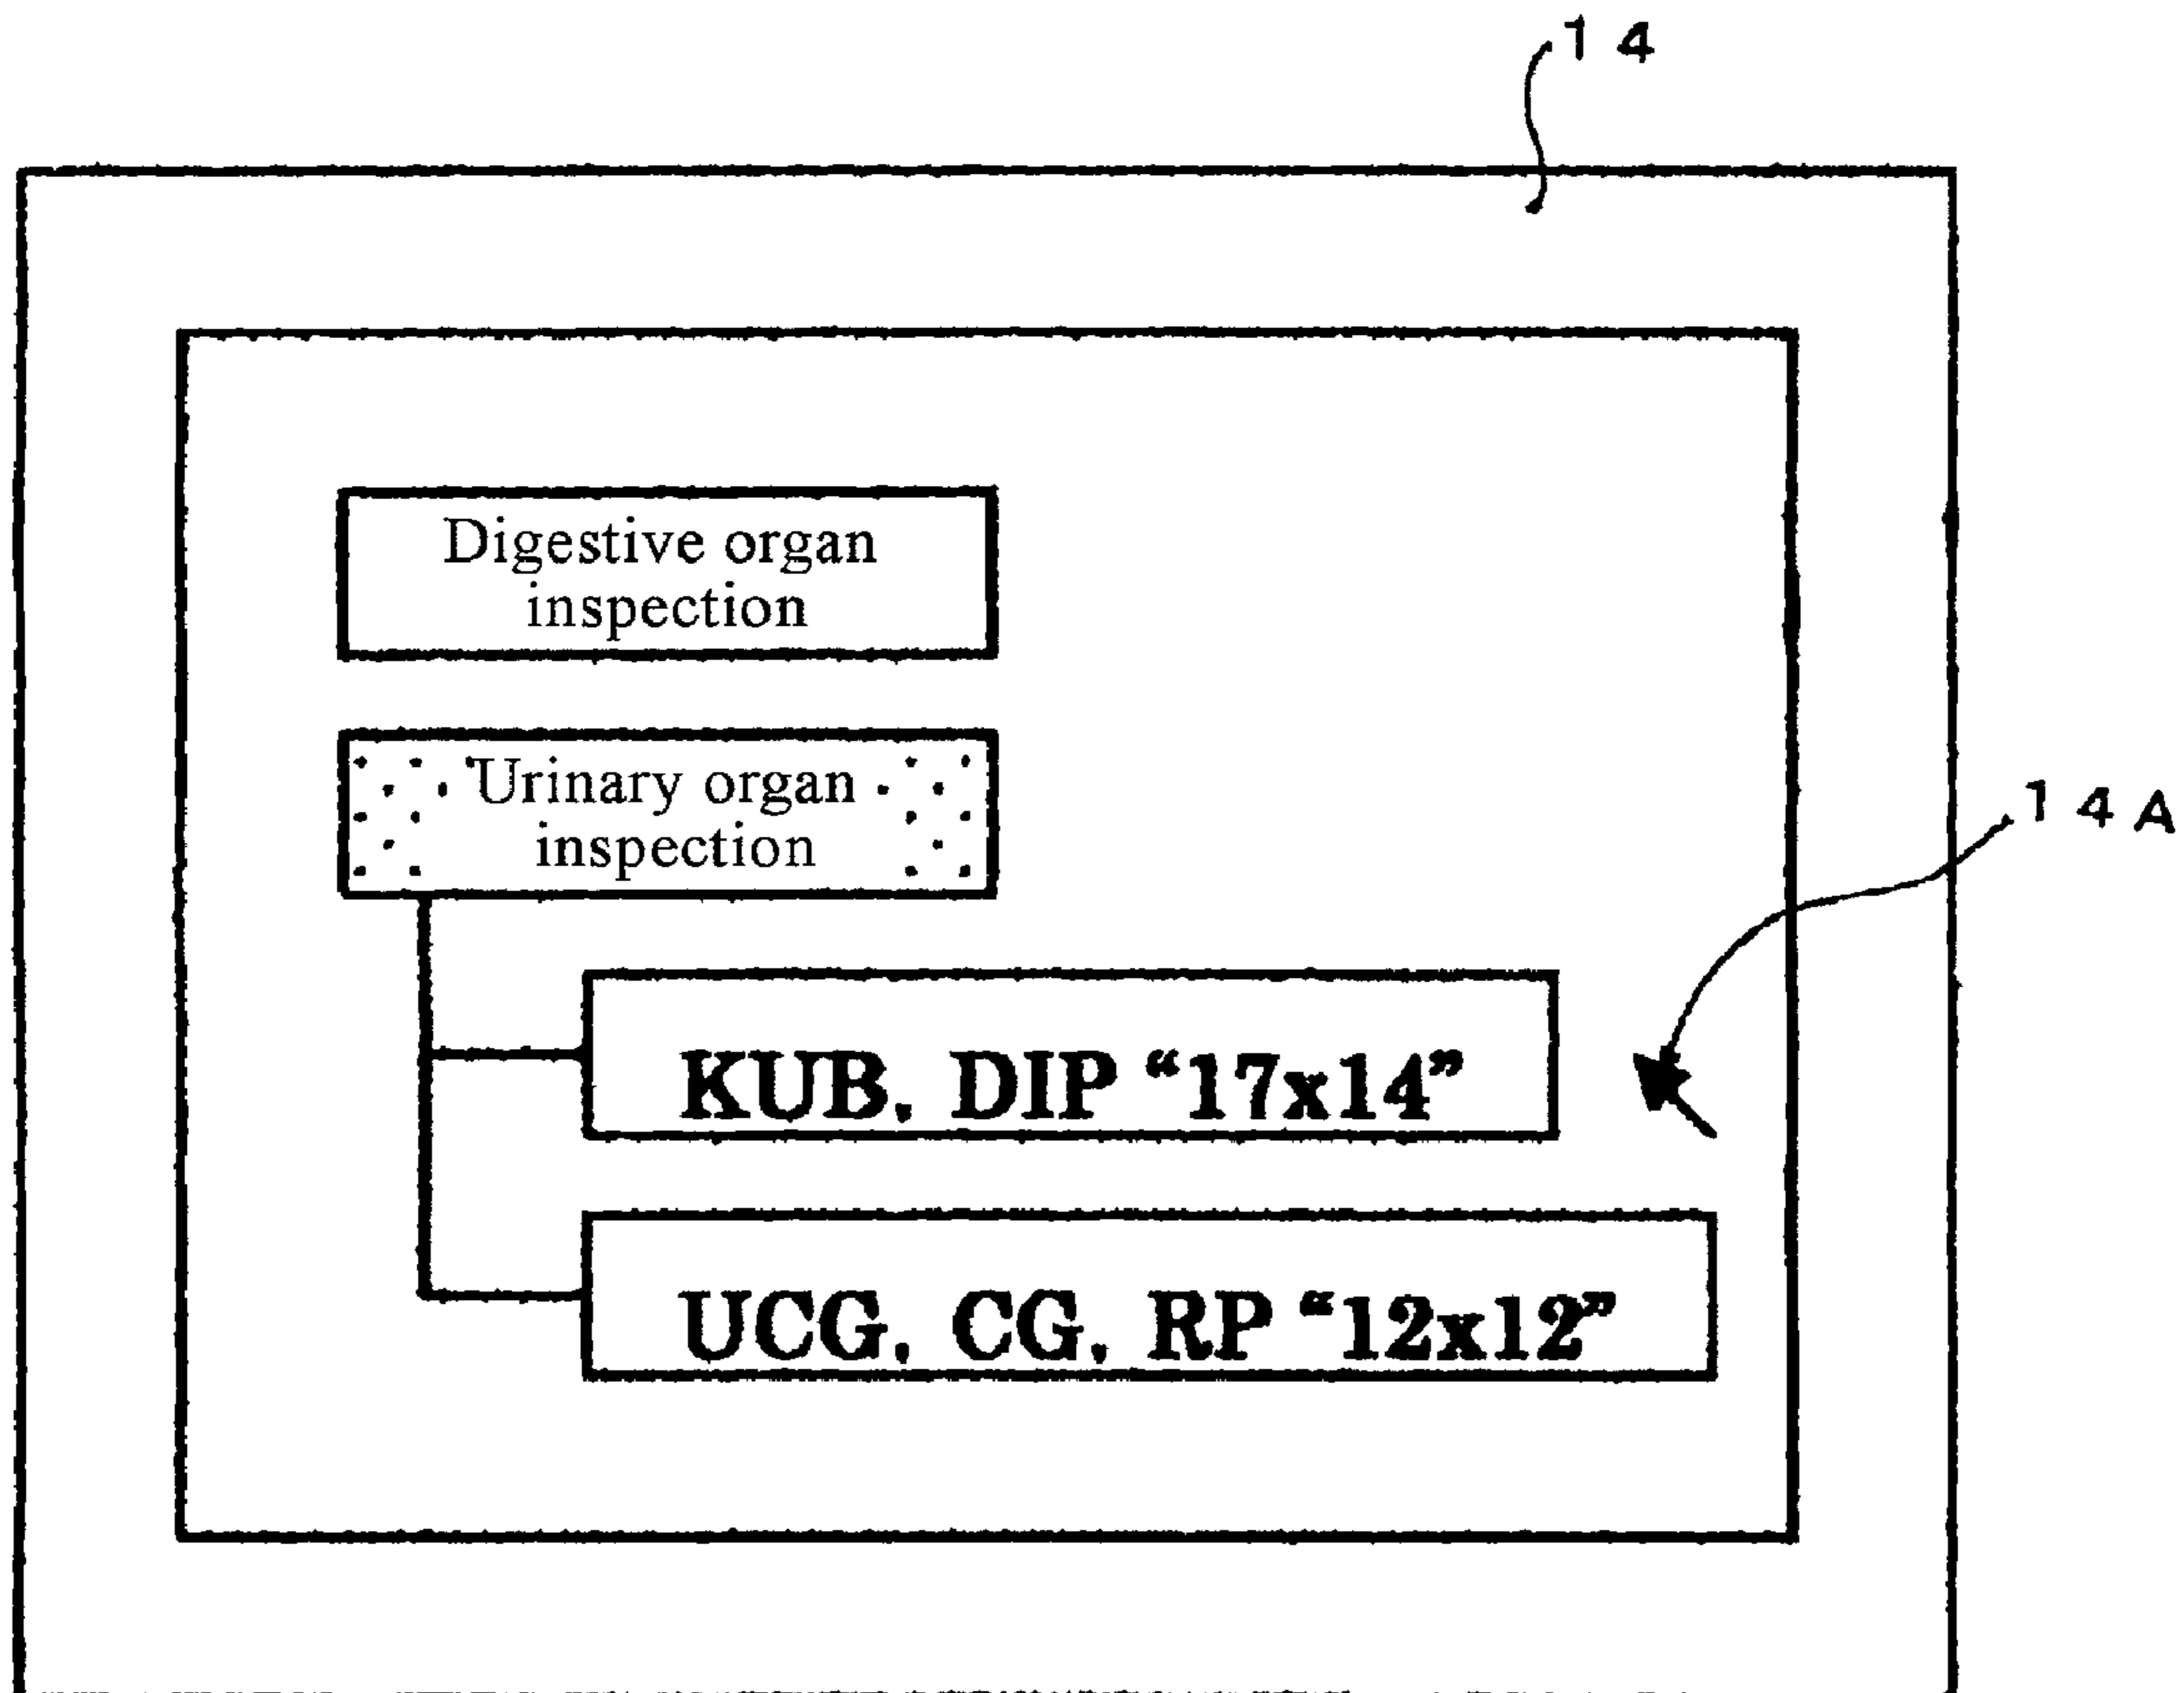 14
Digestive organ
inspection
Urinary organ
inspection
14A
KUB, DIP “17x14”
UCG, CG, RP “12x12”